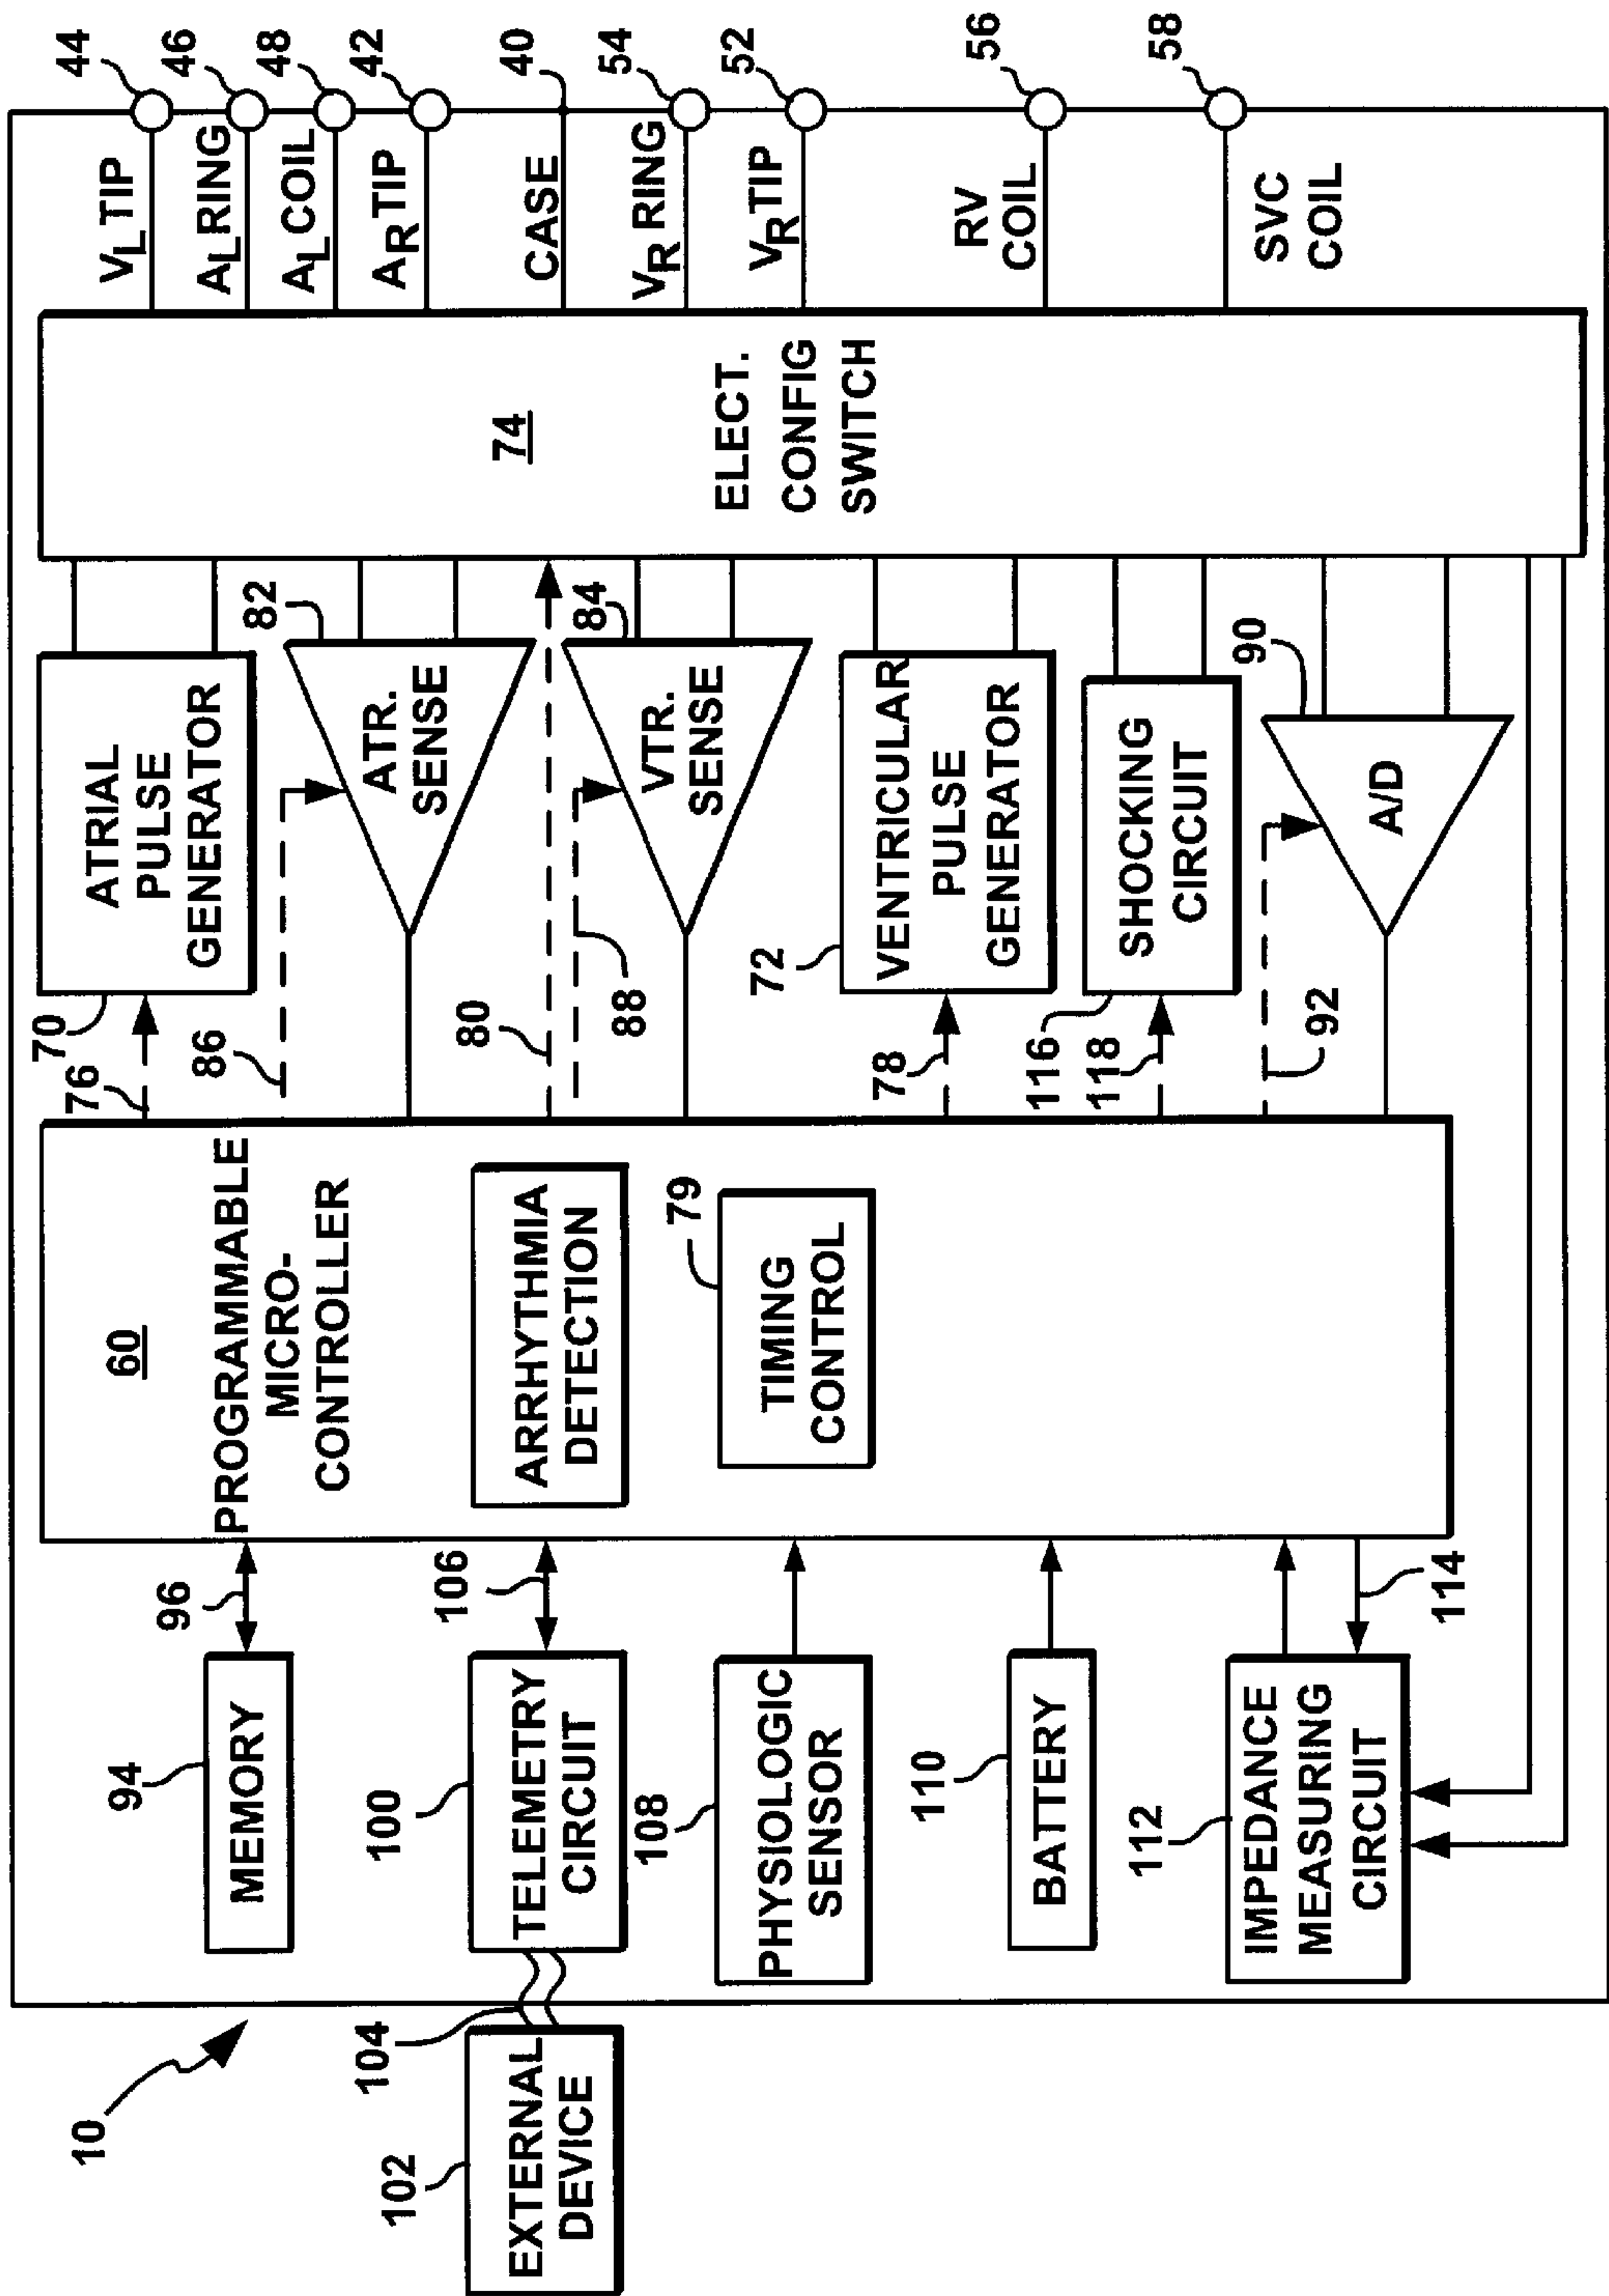 10
102
EXTERNAL
DEVICE
104
94
MEMORY
96
100
TELEMETRY
CIRCUIT
106
108
PHYSIOLOGIC
SENSOR
110
BATTERY
112
IMPEDANCE
MEASURING
CIRCUIT
114
60
PROGRAMMABLE
MICRO-
CONTROLLER
ARRHYTHMIA
DETECTION
79
TIMING
CONTROL
70
76
ATRIAL
PULSE
GENERATOR
86
82
ATR.
SENSE
80
88
84
VTR.
SENSE
72
78
VENTRICULAR
PULSE
GENERATOR
116
118
SHOCKING
CIRCUIT
92
90
A/D
74
ELECT.
CONFIG
SWITCH
VL TIP
44
AL RING
46
AL COIL
48
AR TIP
42
CASE
40
VR RING
54
VR TIP
52
RV
COIL
56
SVC
COIL
58